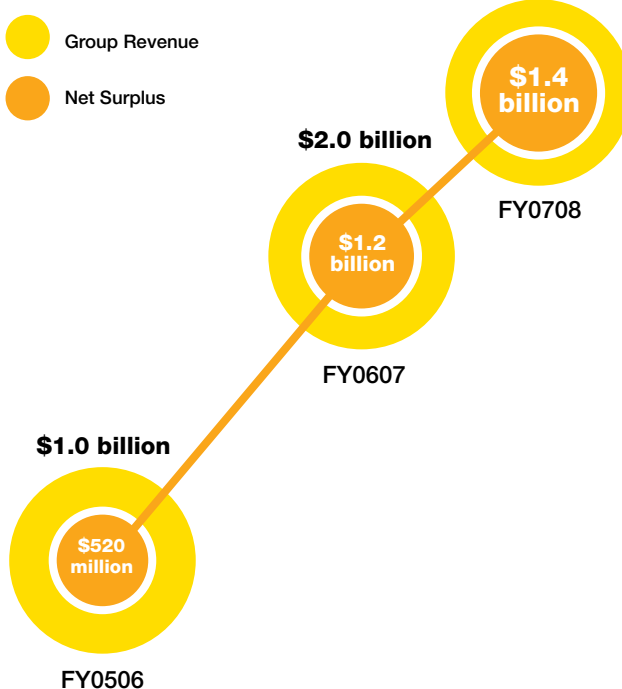 Group Revenue
Net Surplus
$1.4
billion
FY0708
$2.0 billion
$1.2
billion
FY0607
$1.0 billion
$520
million
FY0506